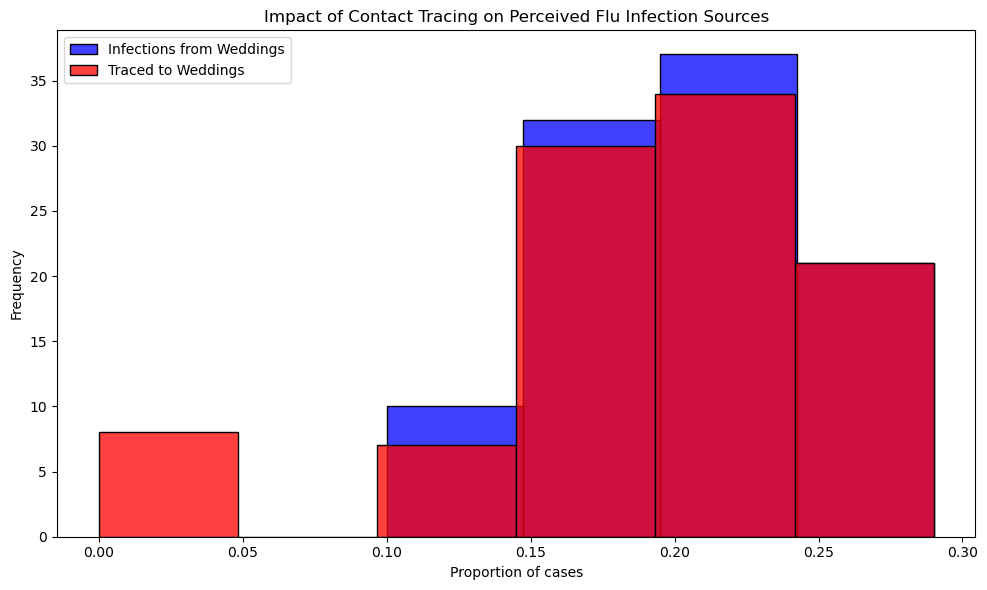 Impact of Contact Tracing on Perceived Flu Infection Sources
Infections from Weddings
Traced to Weddings
35
30
25
20
15
10
5
0
Frequency
0.00 0.05 0.10 0.15 0.20 0.25 0.30
Proportion of cases